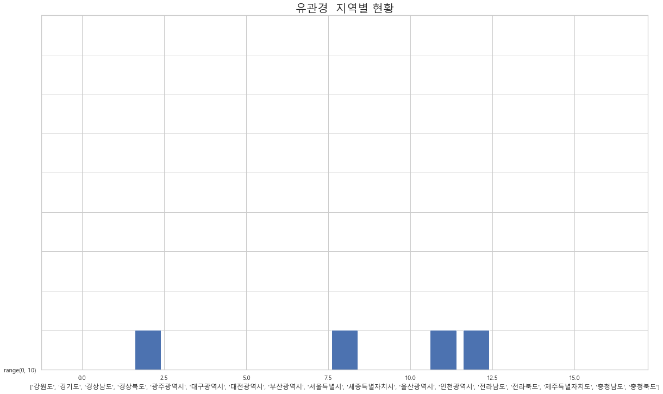 유관경 지역별 현황
range(0, 10)
0.0 2.5 5.0 7.5 10.0 12.5 15.0
['강원도', '경기도', '경상남도', '경상북도', '광주광역시', '대구광역시', '대전광역시', '부산광역시', '서울특별시', '세종특별자치시', '울산광역시', '인천광역시', '전라남도', '전라북도', '제주특별자치도', '충청남도', '충청북도']